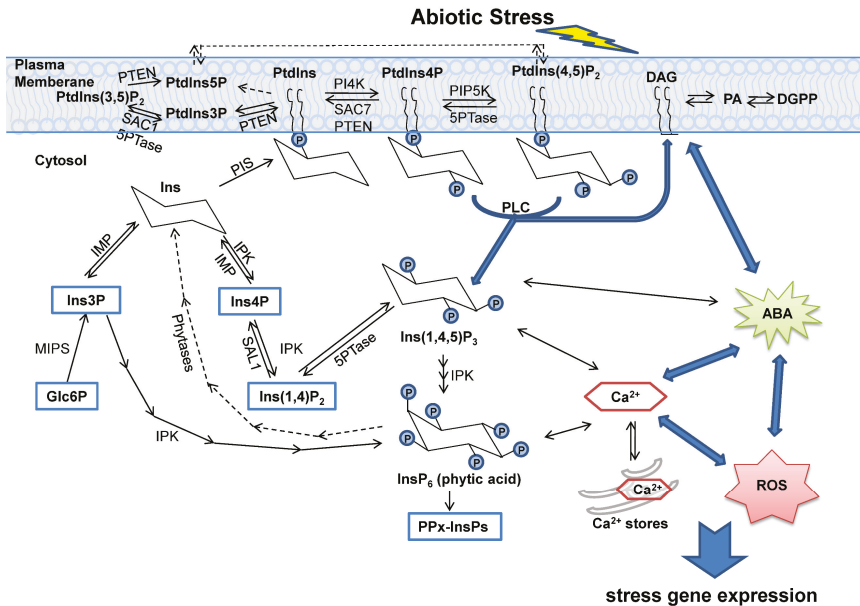 Abiotic Stress
Plasma
Memberane
PTEN
PtdIns5P
PtdIns
PtdIns4P
PtdIns(4,5)P2
DAG
PI4K
PIP5K
PtdIns(3,5)P2
SAC1
5PTase
PtdIns3P
PTEN
SAC7
PTEN
5PTase
PA
DGPP
P
P
P
P
P
Cytosol
PIS
Ins
PLC
IMP
IPK
IMP
Ins3P
Ins4P
P
P
P
ABA
MIPS
Phytases
SAL1
IPK
5PTase
Ins(1,4,5)P3
IPK
Glc6P
Ins(1,4)P2
Ca2+
IPK
P
P
P
P
P
P
InsP6 (phytic acid)
Ca2+
Ca2+ stores
ROS
PPx-InsPs
stress gene expression